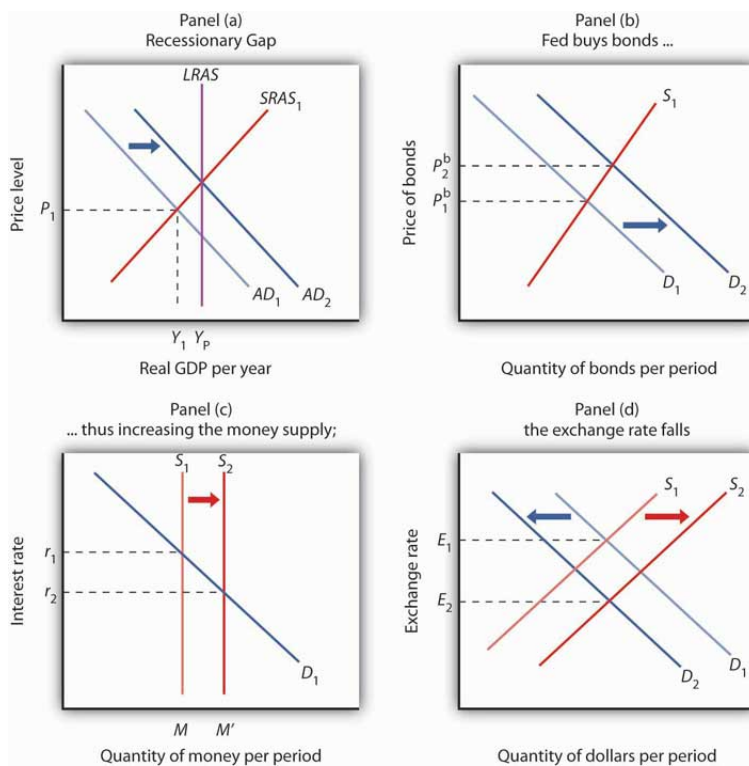 Panel (a)
Recessionary Gap
LRAS
SRAS1
Price level
P1
AD1
AD2
Y1 YP
Real GDP per year
Panel (b)
Fed buys bonds ...
S1
Price of bonds
P2b
P1b
D1
D2
Quantity of bonds per period
Panel (c)
... thus increasing the money supply;
S1
S2
Interest rate
r1
r2
D1
M
M'
Quantity of money per period
Panel (d)
the exchange rate falls
S1
S2
Exchange rate
E1
E2
D2
D1
Quantity of dollars per period